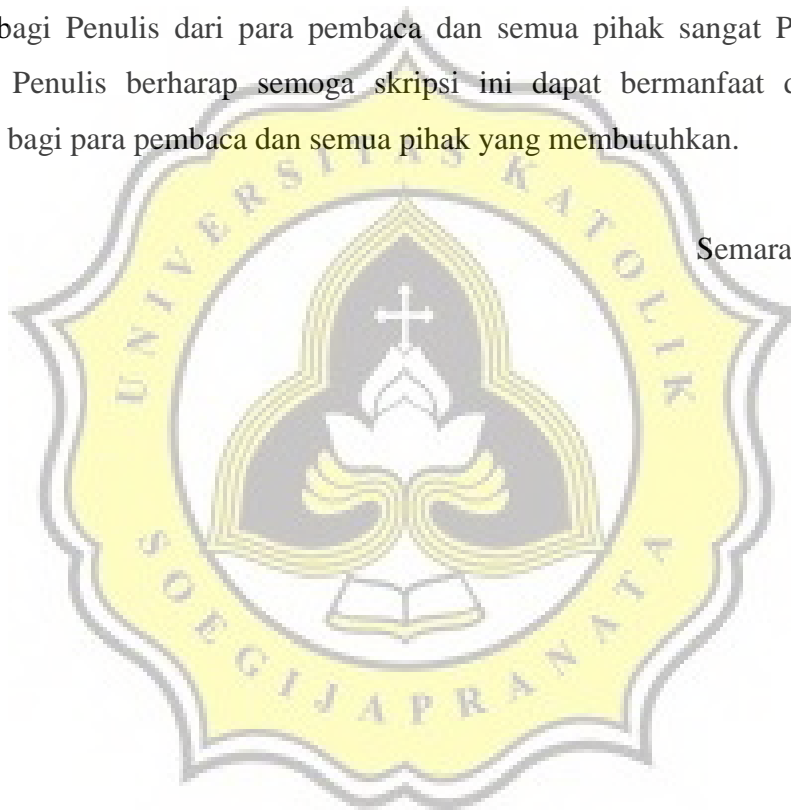 bagi Penulis dari para pembaca dan semua pihak sangat P
Penulis berharap semoga skripsi ini dapat bermanfaat d
bagi para pembaca dan semua pihak yang membutuhkan.
Semara
UNIVERSITAS KATOLIK
SOEGIJAPRANATA